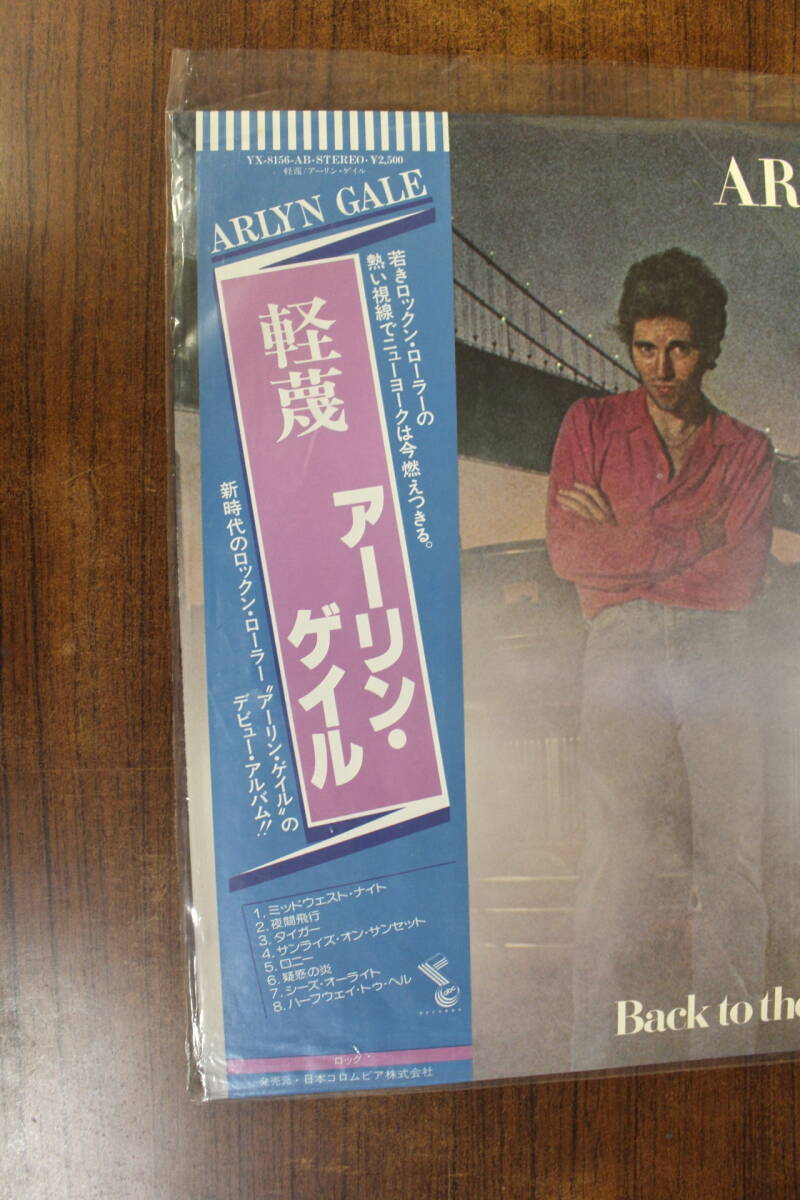 YX-8156-AB・STEREO・¥2,500
軽蔑/アーリン・ゲイル
ARLYN GALE
若きロックン・ローラーの
熱い視線でニューヨークは今燃えつきる。
軽蔑
アーリン・
ゲイル
新時代のロックン・ローラー〝アーリン・ゲイル〟の
デビュー・アルバム!!
1. ミッドウェスト・ナイト
2. 夜間飛行
3. タイガー
4. サンライズ・オン・サンセット
5. ロニー
6. 疑惑の炎
7. シーズ・オーライト
8. ハーフウェイ・トゥ・ヘル
abc
RECORDS
ロック
発売元・日本コロムビア株式会社
AR
Back to the